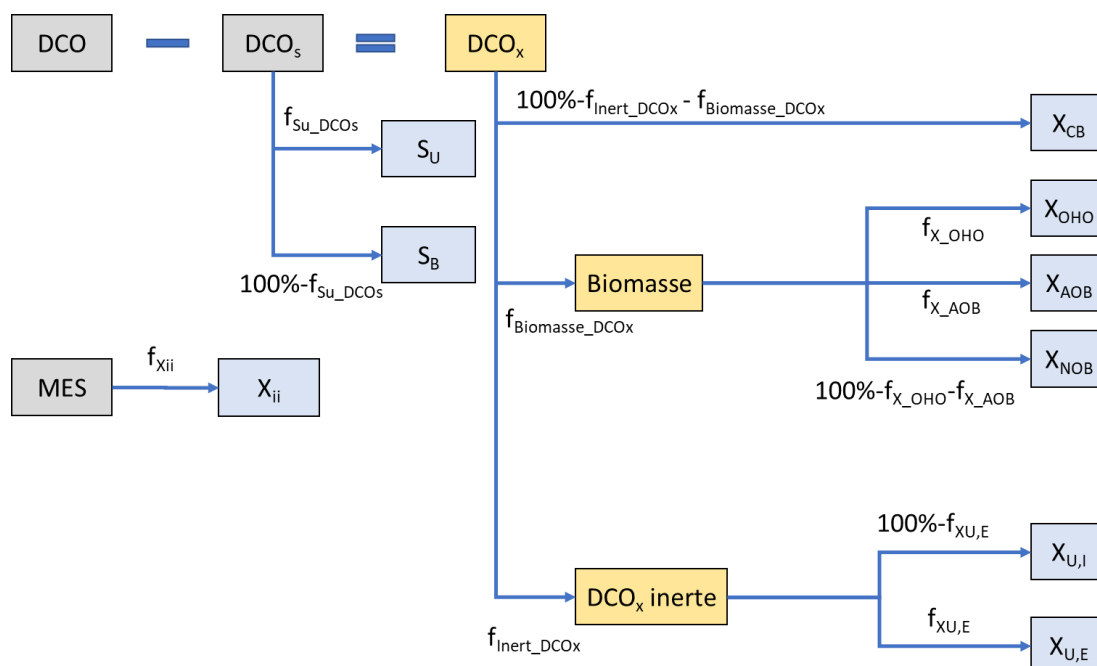 DCO
DCOs
DCOx
100%-fInert_DCOx - fBiomasse_DCOx
XCB
fSu_DCOs
SU
XOHO
fX_OHO
SB
100%-fSu_DCOs
Biomasse
XAOB
fX_AOB
fBiomasse_DCOx
XNOB
100%-fX_OHO-fX_AOB
MES
fXii
Xii
100%-fXU,E
XU,I
DCOx inerte
fXU,E
fInert_DCOx
XU,E